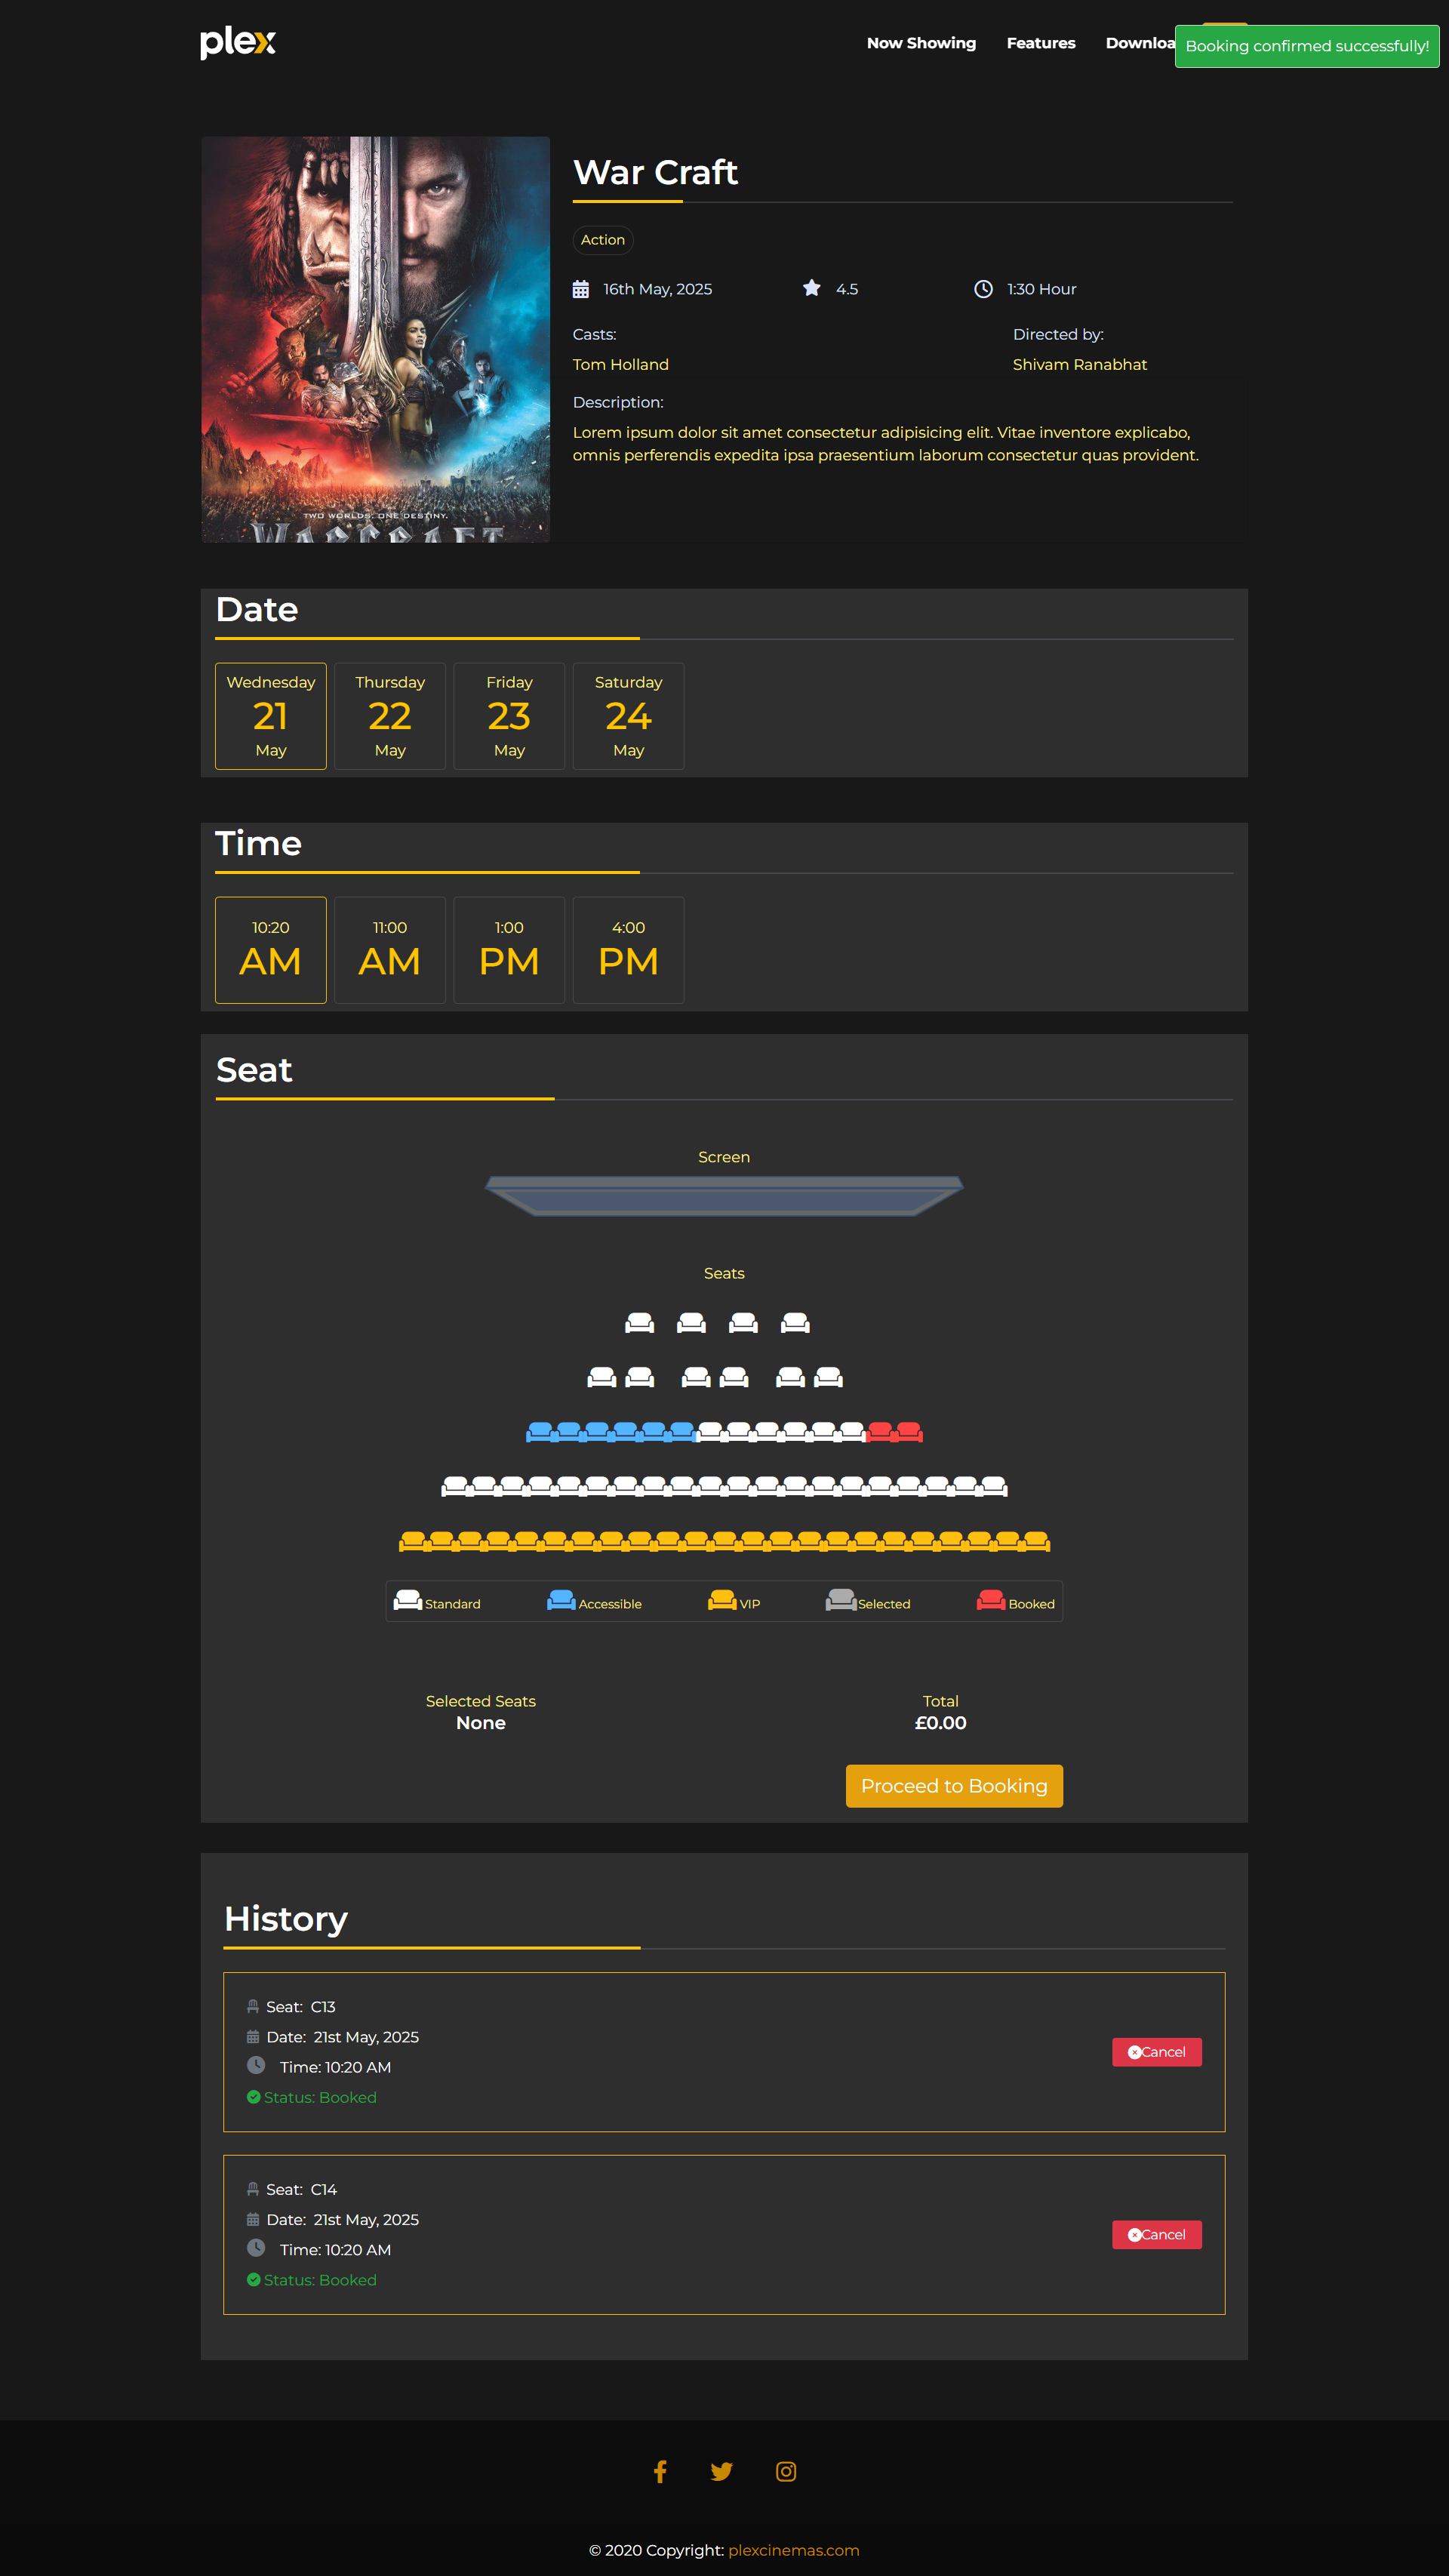 plex
Now Showing
Features
Downloa
Booking confirmed successfully!
TWO WORLDS. ONE DESTINY.
WARCRAFT
War Craft
Action
16th May, 2025
4.5
1:30 Hour
Casts:
Directed by:
Tom Holland
Shivam Ranabhat
Description:
Lorem ipsum dolor sit amet consectetur adipisicing elit. Vitae inventore explicabo,
omnis perferendis expedita ipsa praesentium laborum consectetur quas provident.
Date
Wednesday
21
May
Thursday
22
May
Friday
23
May
Saturday
24
May
Time
10:20
AM
11:00
AM
1:00
PM
4:00
PM
Seat
Screen
Seats
Standard
Accessible
VIP
Selected
Booked
Selected Seats
None
Total
£0.00
Proceed to Booking
History
Seat: C13
Date: 21st May, 2025
Time: 10:20 AM
Status: Booked
Cancel
Seat: C14
Date: 21st May, 2025
Time: 10:20 AM
Status: Booked
Cancel
© 2020 Copyright: plexcinemas.com